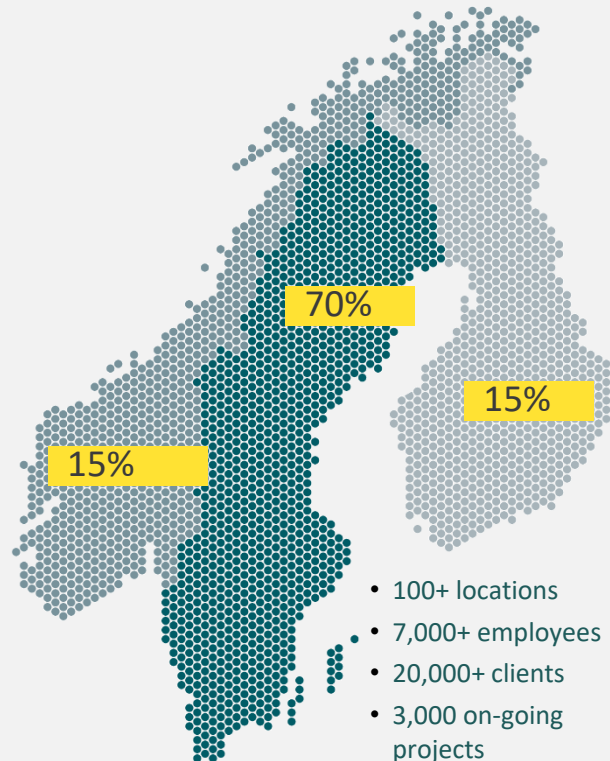 70%
15%
15%
• 100+ locations
• 7,000+ employees
• 20,000+ clients
• 3,000 on-going
projects